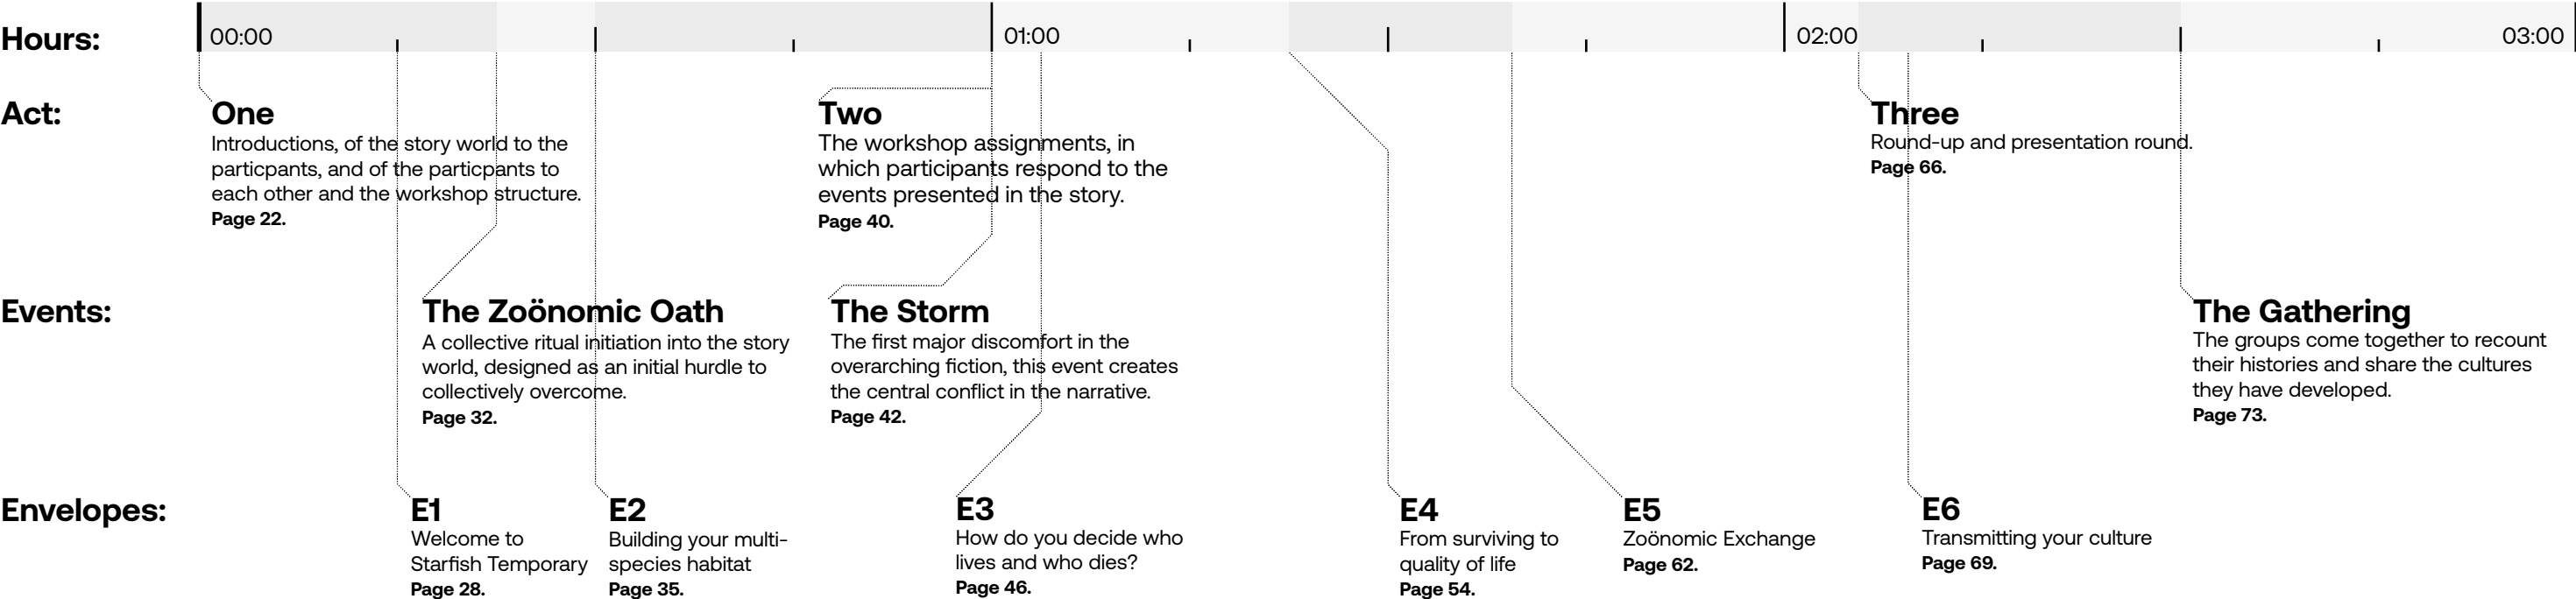 Hours:
00:00
01:00
02:00
03:00
Act:
One
Introductions, of the story world to the
particpants, and of the particpants to
each other and the workshop structure.
Page 22.
Two
The workshop assignments, in
which participants respond to the
events presented in the story.
Page 40.
Three
Round-up and presentation round.
Page 66.
Events:
The Zoönomic Oath
A collective ritual initiation into the story
world, designed as an initial hurdle to
collectively overcome.
Page 32.
The Storm
The first major discomfort in the
overarching fiction, this event creates
the central conflict in the narrative.
Page 42.
The Gathering
The groups come together to recount
their histories and share the cultures
they have developed.
Page 73.
Envelopes:
E1
Welcome to
Starfish Temporary
Page 28.
E2
Building your multi-
species habitat
Page 35.
E3
How do you decide who
lives and who dies?
Page 46.
E4
From surviving to
quality of life
Page 54.
E5
Zoönomic Exchange
Page 62.
E6
Transmitting your culture
Page 69.